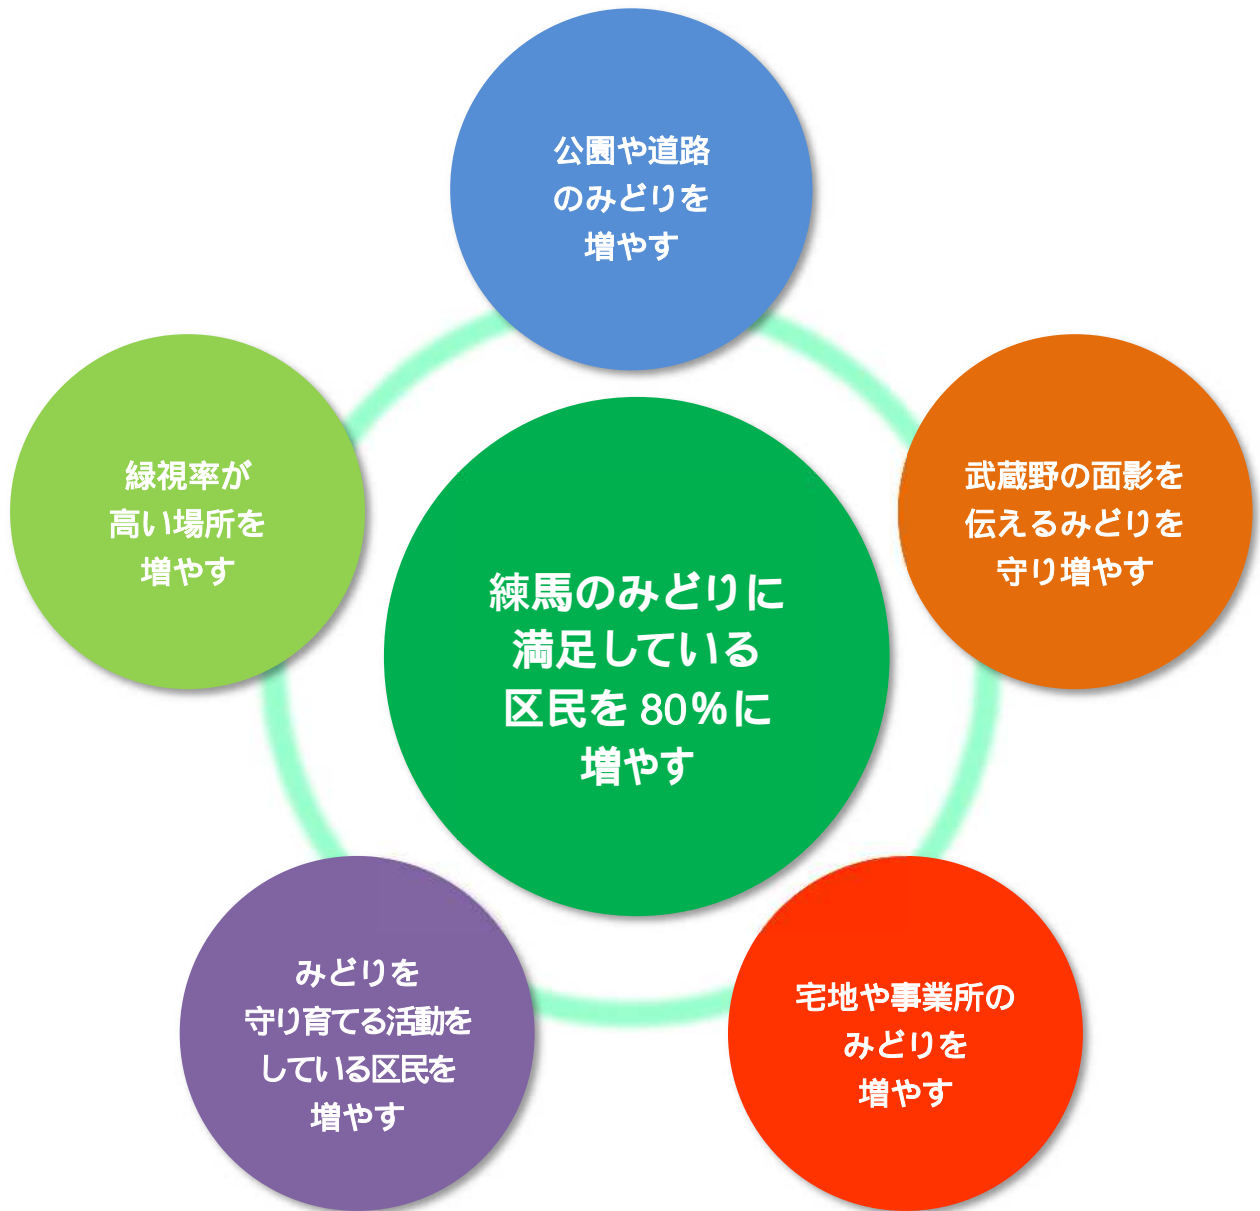 公園や道路
のみどりを
増やす
緑視率が
高い場所を
増やす
武蔵野の面影を
伝えるみどりを
守り増やす
練馬のみどりに
満足している
区民を 80%に
増やす
みどりを
守り育てる活動を
している区民を
増やす
宅地や事業所の
みどりを
増やす